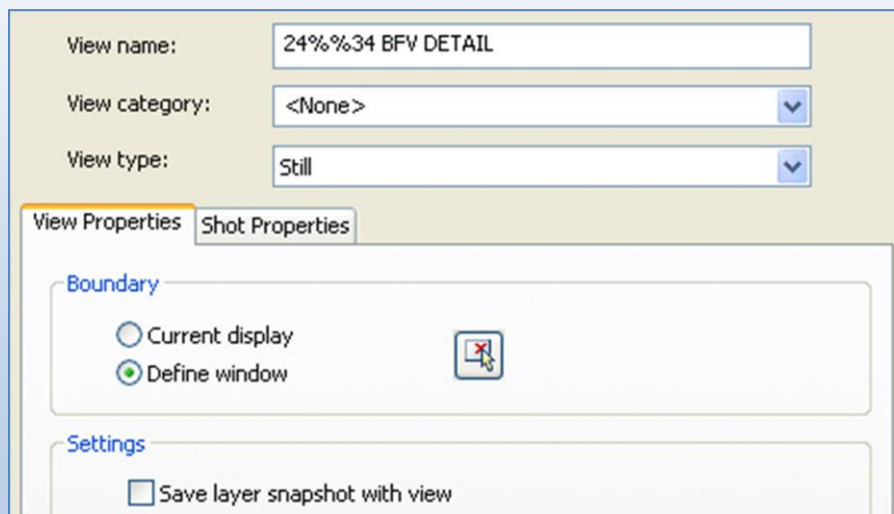 View name: 24%%34 BFV DETAIL
View category: <None>
View type: Still
View Properties Shot Properties
Boundary
Current display
Define window
Settings
Save layer snapshot with view